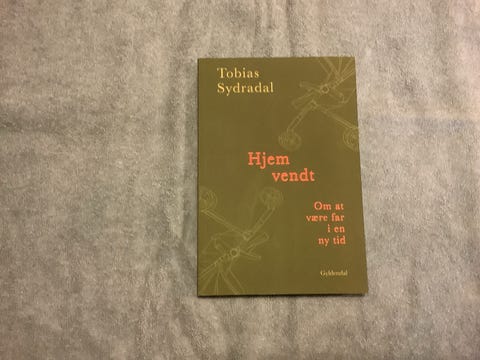 Tobias
Sydradal
Hjem
vendt
Om at
være far
i en
ny tid
Gyldendal